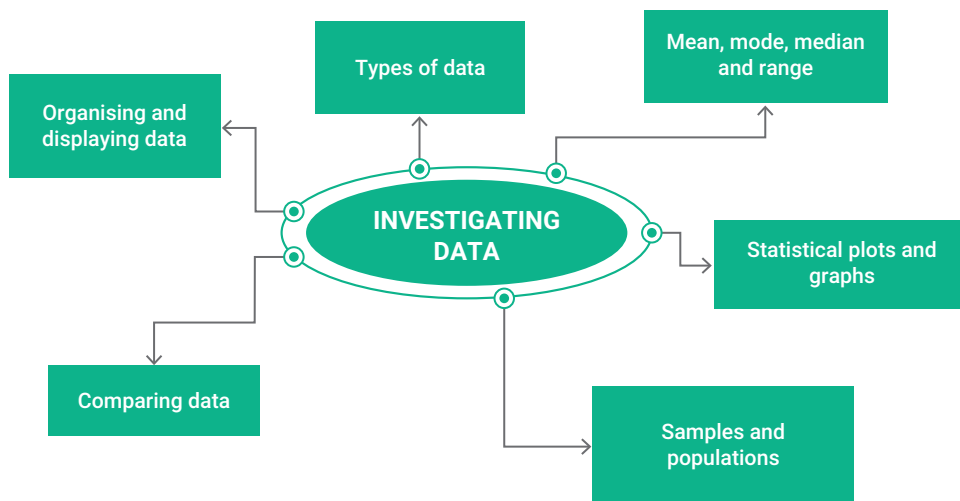 Mean, mode, median
and range
Types of data
Organising and
displaying data
INVESTIGATING
DATA
Statistical plots and
graphs
Comparing data
Samples and
populations